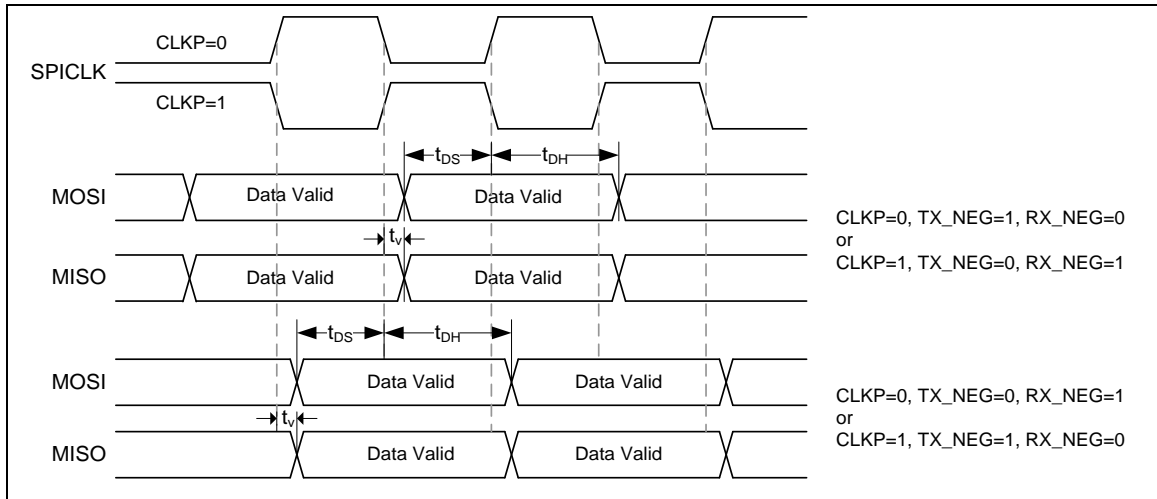 CLKP=0
SPICLK
CLKP=1
tDS
tDH
MOSI
Data Valid
Data Valid
tv
MISO
Data Valid
Data Valid
CLKP=0, TX_NEG=1, RX_NEG=0
or
CLKP=1, TX_NEG=0, RX_NEG=1
tDS
tDH
MOSI
Data Valid
Data Valid
tv
MISO
Data Valid
Data Valid
CLKP=0, TX_NEG=0, RX_NEG=1
or
CLKP=1, TX_NEG=1, RX_NEG=0